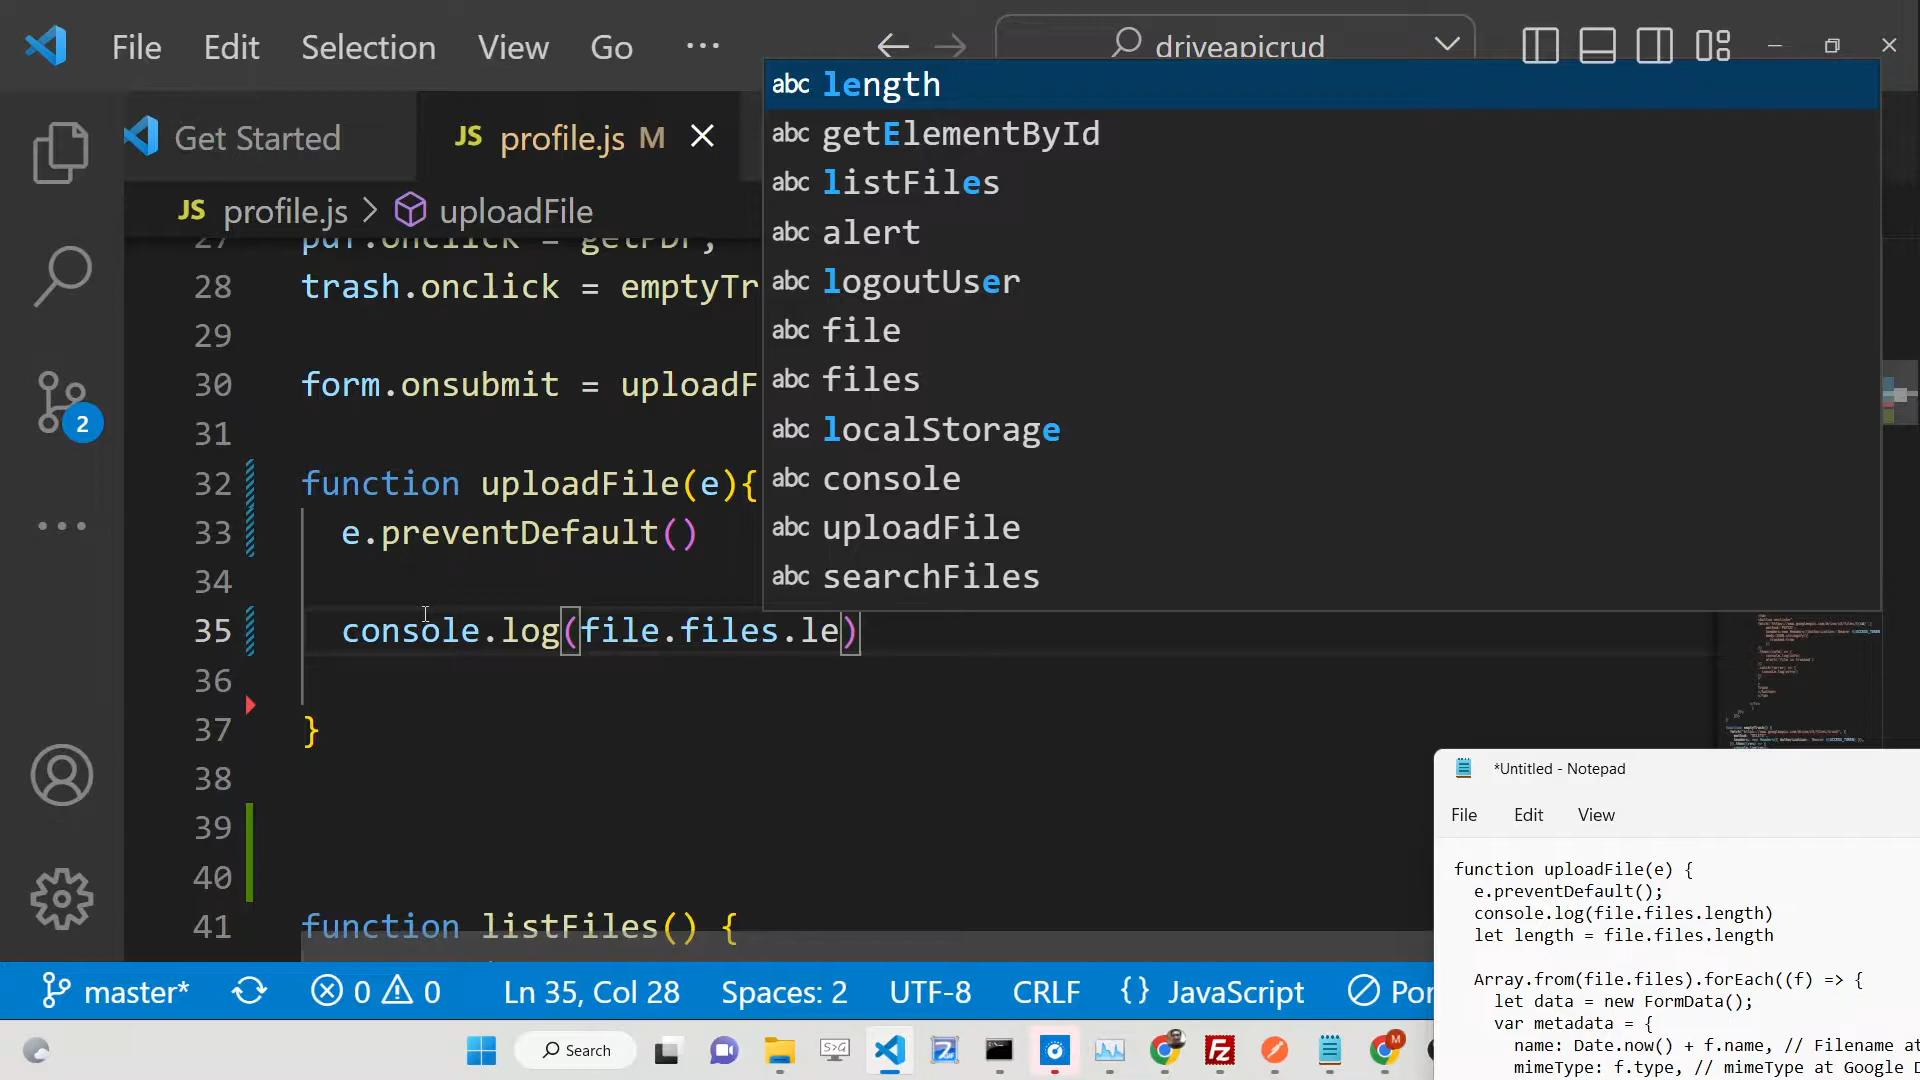 File Edit Selection View Go ...
driveapicrud
Get Started
JS profile.js M
JS profile.js > uploadFile
abc length
abc getElementById
abc listFiles
abc alert
abc logoutUser
abc file
abc files
abc localStorage
abc console
abc uploadFile
abc searchFiles
27 pdf.onclick = getPDF;
28 trash.onclick = emptyTr
29
30 form.onsubmit = uploadF
31
32 function uploadFile(e){
33 e.preventDefault()
34
35 console.log(file.files.le)
36
37 }
38
39
40
41 function listFiles() {
2
master* 0 0 Ln 35, Col 28 Spaces: 2 UTF-8 CRLF {} JavaScript Por
*Untitled - Notepad
File Edit View
function uploadFile(e) {
e.preventDefault();
console.log(file.files.length)
let length = file.files.length
Array.from(file.files).forEach((f) => {
let data = new FormData();
var metadata = {
name: Date.now() + f.name, // Filename at
mimeType: f.type, // mimeType at Google D
Search